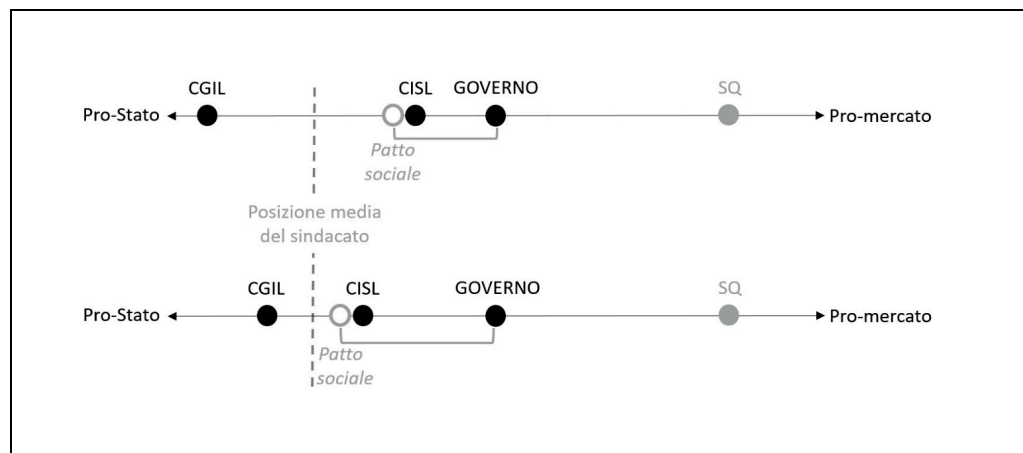 CGIL CISL GOVERNO SQ
Pro-Stato Pro-mercato
Patto
sociale
Posizione media
del sindacato
CGIL CISL GOVERNO SQ
Pro-Stato Pro-mercato
Patto
sociale